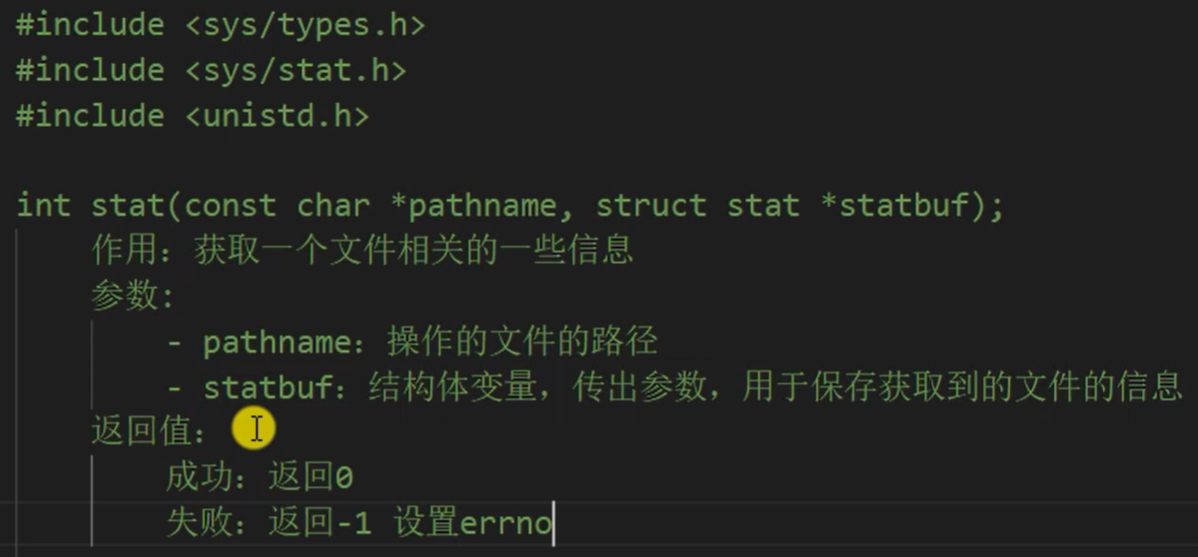 #include <sys/types.h>
#include <sys/stat.h>
#include <unistd.h>
int stat(const char *pathname, struct stat *statbuf);
作用：获取一个文件相关的一些信息
参数:
- pathname：操作的文件的路径
- statbuf：结构体变量，传出参数，用于保存获取到的文件的信息
返回值：
成功：返回0
失败：返回-1 设置errno